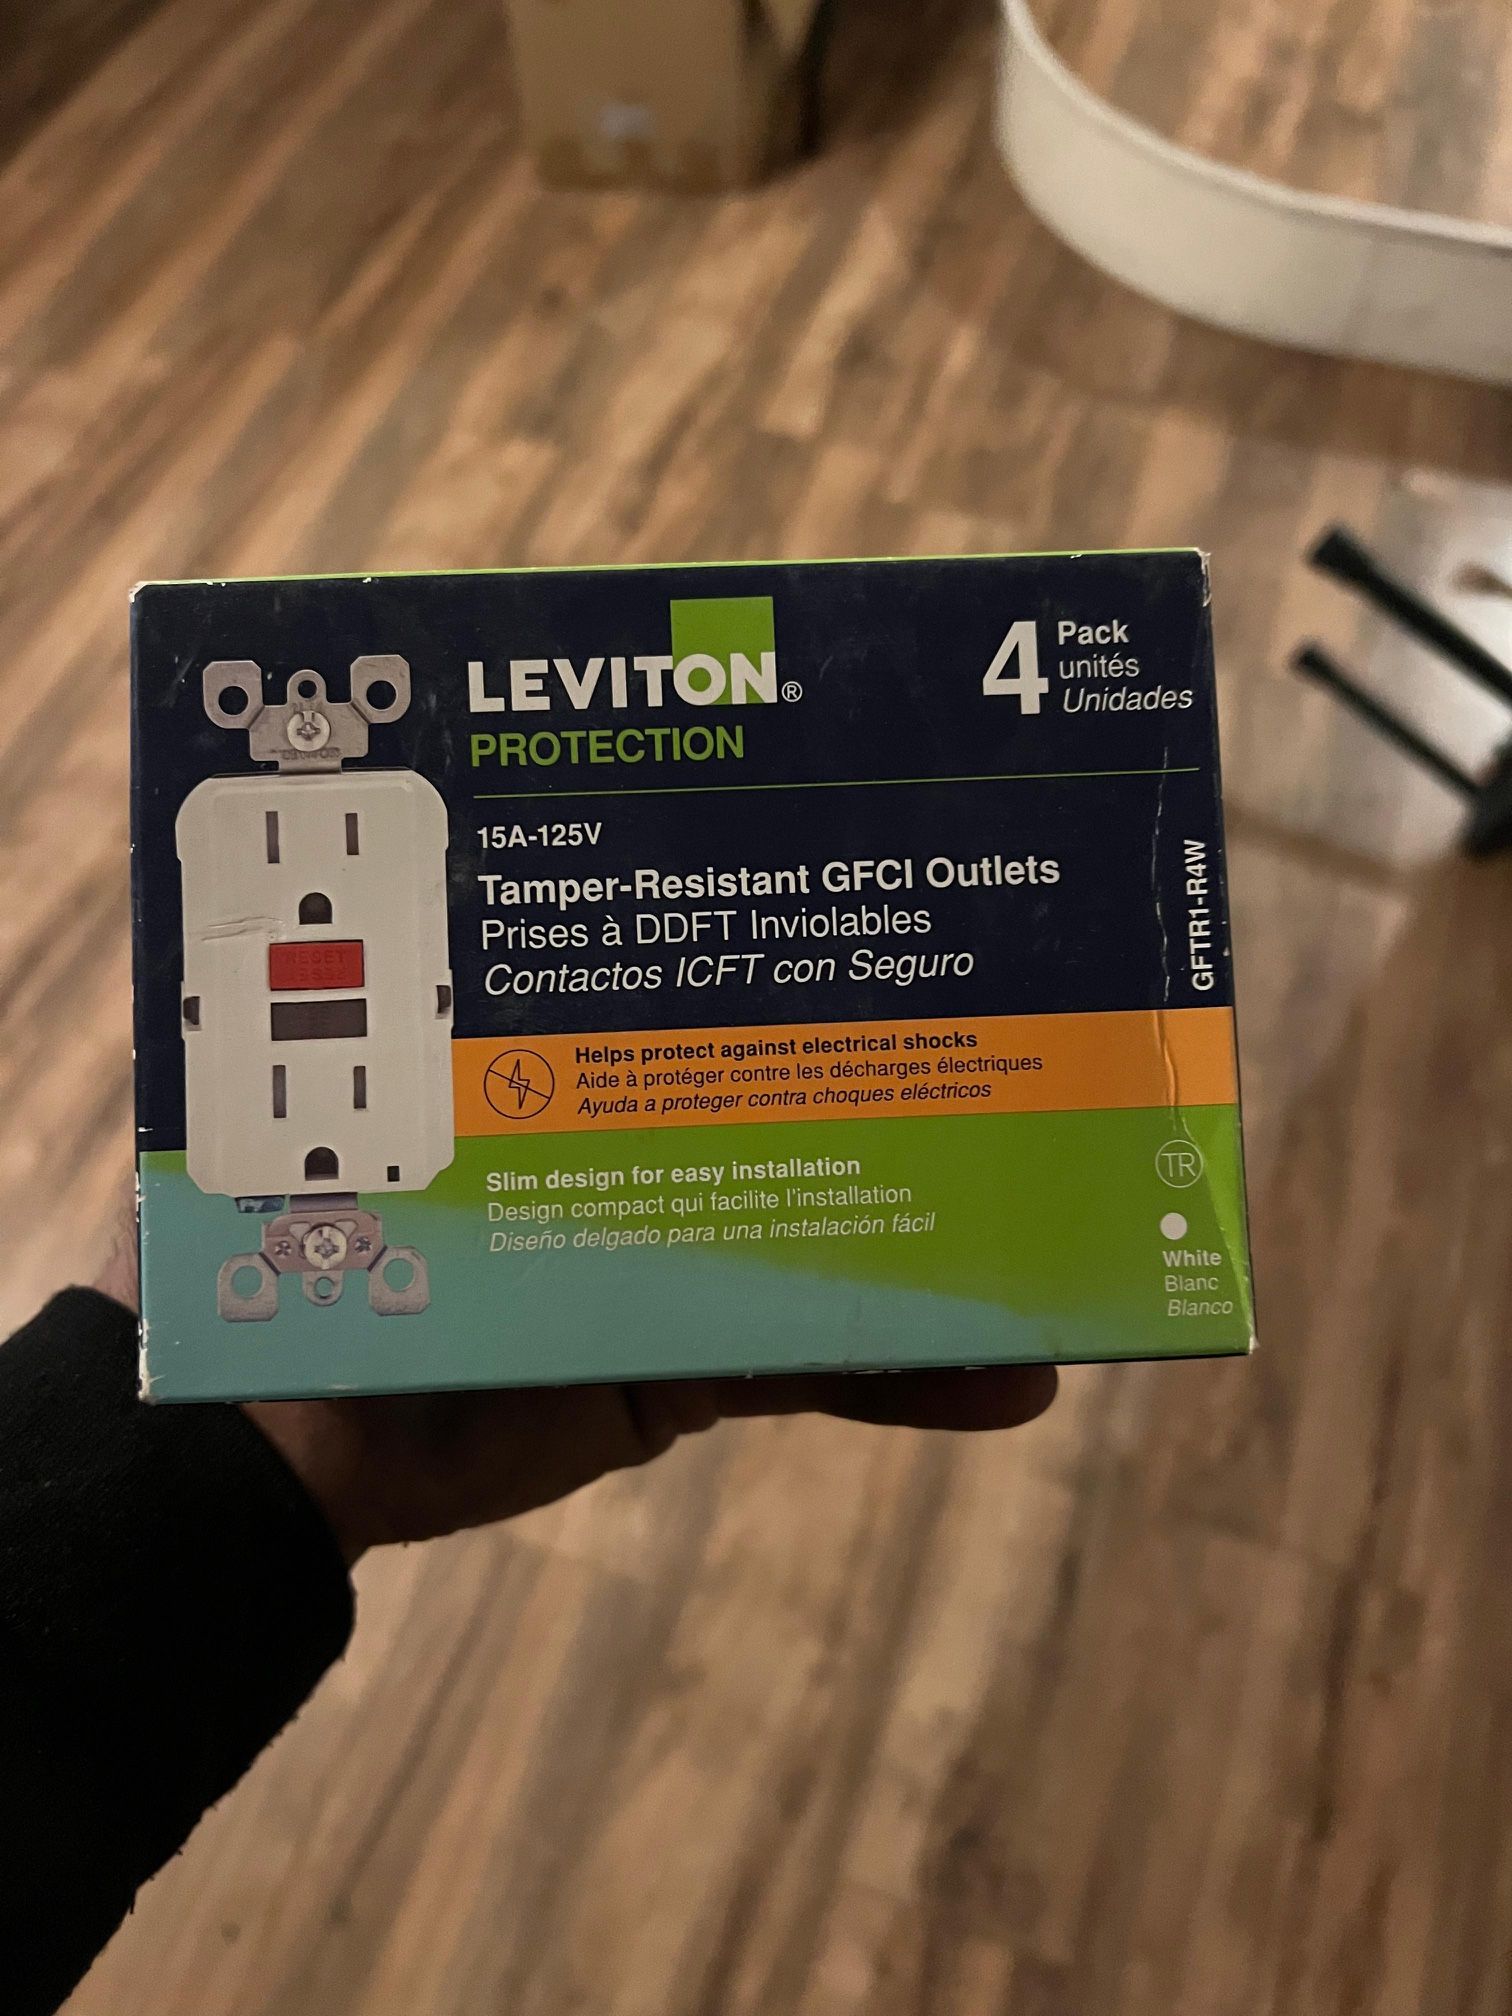 LEVITON®
PROTECTION
4
Pack
unités
Unidades
15A-125V
Tamper-Resistant GFCI Outlets
Prises à DDFT Inviolables
Contactos ICFT con Seguro
GFTR1-R4W
RESET
Helps protect against electrical shocks
Aide à protéger contre les décharges électriques
Ayuda a proteger contra choques eléctricos
Slim design for easy installation
Design compact qui facilite l'installation
Diseño delgado para una instalación fácil
TR
White
Blanc
Blanco